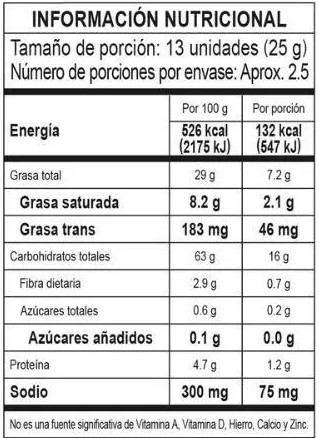 INFORMACIÓN NUTRICIONAL
Tamaño de porción: 13 unidades (25 g)
Número de porciones por envase: Aprox. 2.5
Por 100 g Por porción
Energía 526 kcal (2175 kJ) 132 kcal (547 kJ)
Grasa total 29 g 7.2 g
Grasa saturada 8.2 g 2.1 g
Grasa trans 183 mg 46 mg
Carbohidratos totales 63 g 16 g
Fibra dietaria 2.9 g 0.7 g
Azúcares totales 0.6 g 0.2 g
Azúcares añadidos 0.1 g 0.0 g
Proteína 4.7 g 1.2 g
Sodio 300 mg 75 mg
No es una fuente significativa de Vitamina A, Vitamina D, Hierro, Calcio y Zinc.